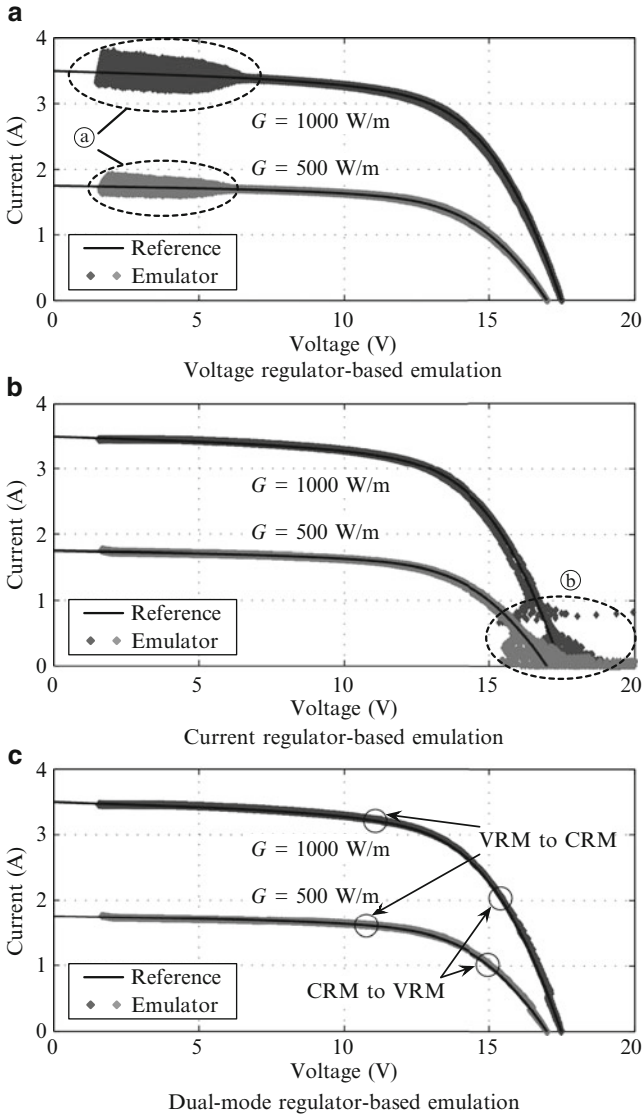 a
4
3
2
1
0
Current (A)
ⓐ
G = 1000 W/m
G = 500 W/m
Reference
Emulator
0 5 10 15 20
Voltage (V)
Voltage regulator-based emulation
b
4
3
2
1
0
Current (A)
G = 1000 W/m
G = 500 W/m
ⓑ
Reference
Emulator
0 5 10 15 20
Voltage (V)
Current regulator-based emulation
c
4
3
2
1
0
Current (A)
VRM to CRM
G = 1000 W/m
G = 500 W/m
CRM to VRM
Reference
Emulator
0 5 10 15 20
Voltage (V)
Dual-mode regulator-based emulation